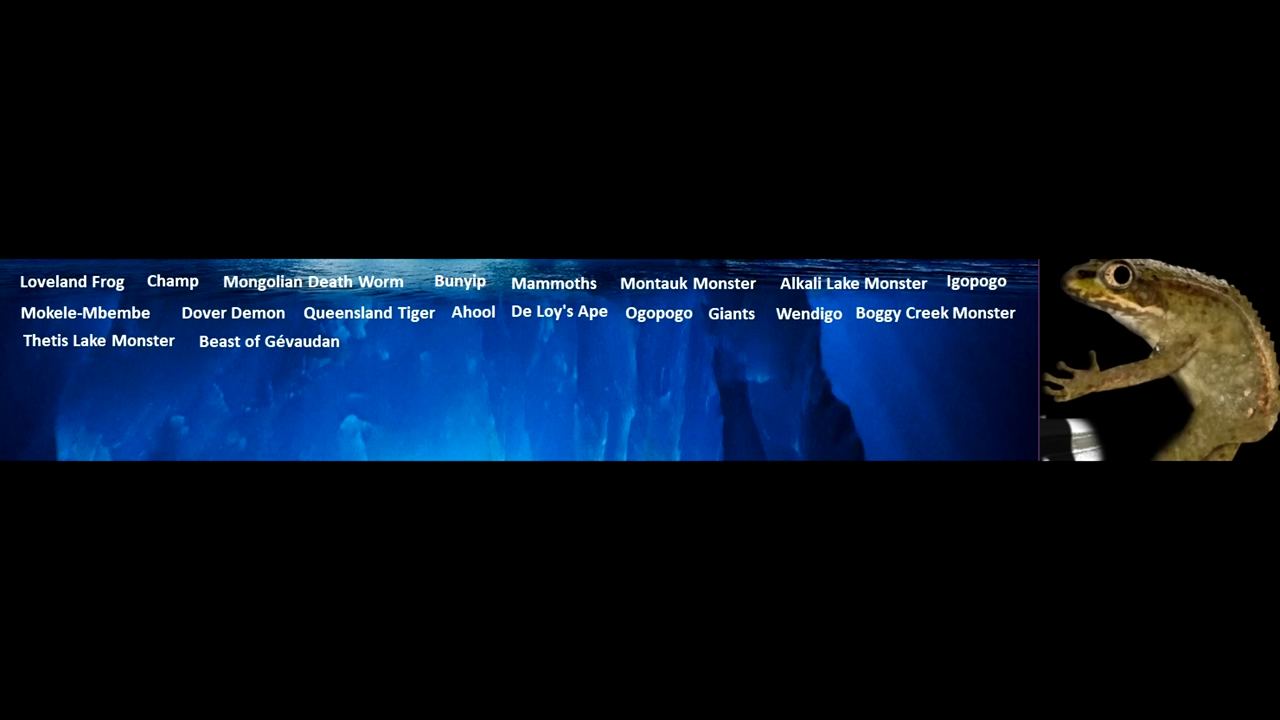 Loveland Frog Champ Mongolian Death Worm Bunyip Mammoths Montauk Monster Alkali Lake Monster Igopogo
Mokele-Mbembe Dover Demon Queensland Tiger Ahool De Loy's Ape Ogopogo Giants Wendigo Boggy Creek Monster
Thetis Lake Monster Beast of Gévaudan